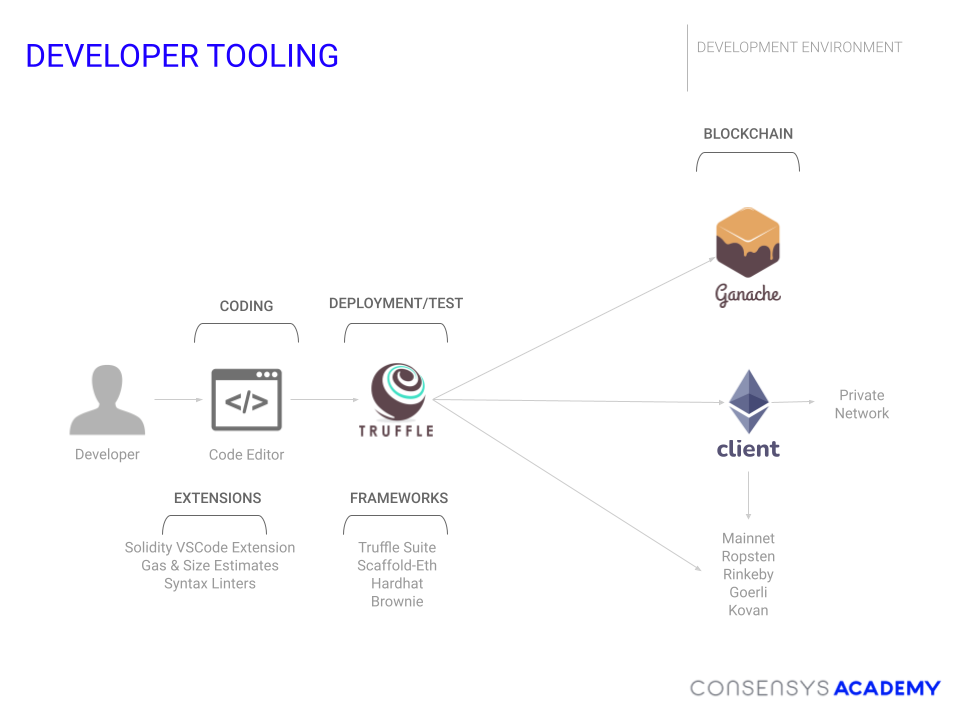 DEVELOPER TOOLING
DEVELOPMENT ENVIRONMENT
BLOCKCHAIN
Ganache
CODING
DEPLOYMENT/TEST
</>
TRUFFLE
Developer
Code Editor
client
Private
Network
EXTENSIONS
Solidity VSCode Extension
Gas & Size Estimates
Syntax Linters
FRAMEWORKS
Truffle Suite
Scaffold-Eth
Hardhat
Brownie
Mainnet
Ropsten
Rinkeby
Goerli
Kovan
CONSENSYS ACADEMY